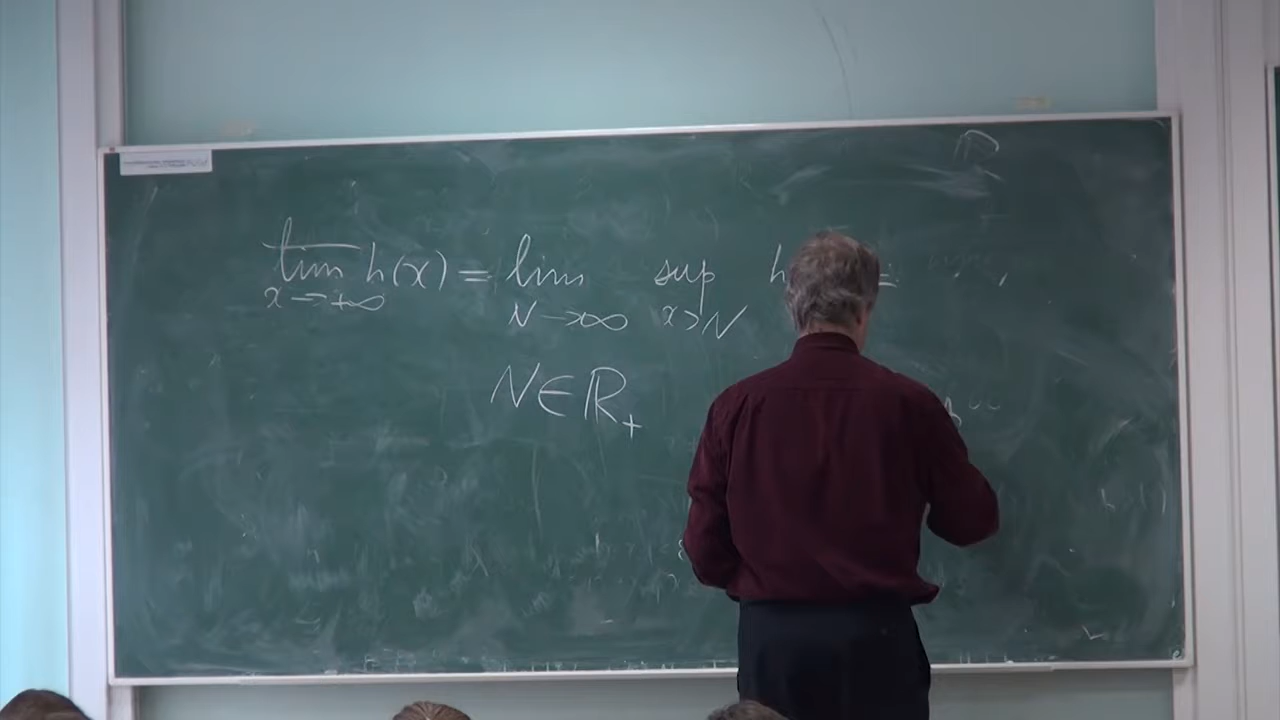 lim h(x) = lim sup h =
x → +∞ N → ∞ x > N
N ∈ ℝ₊